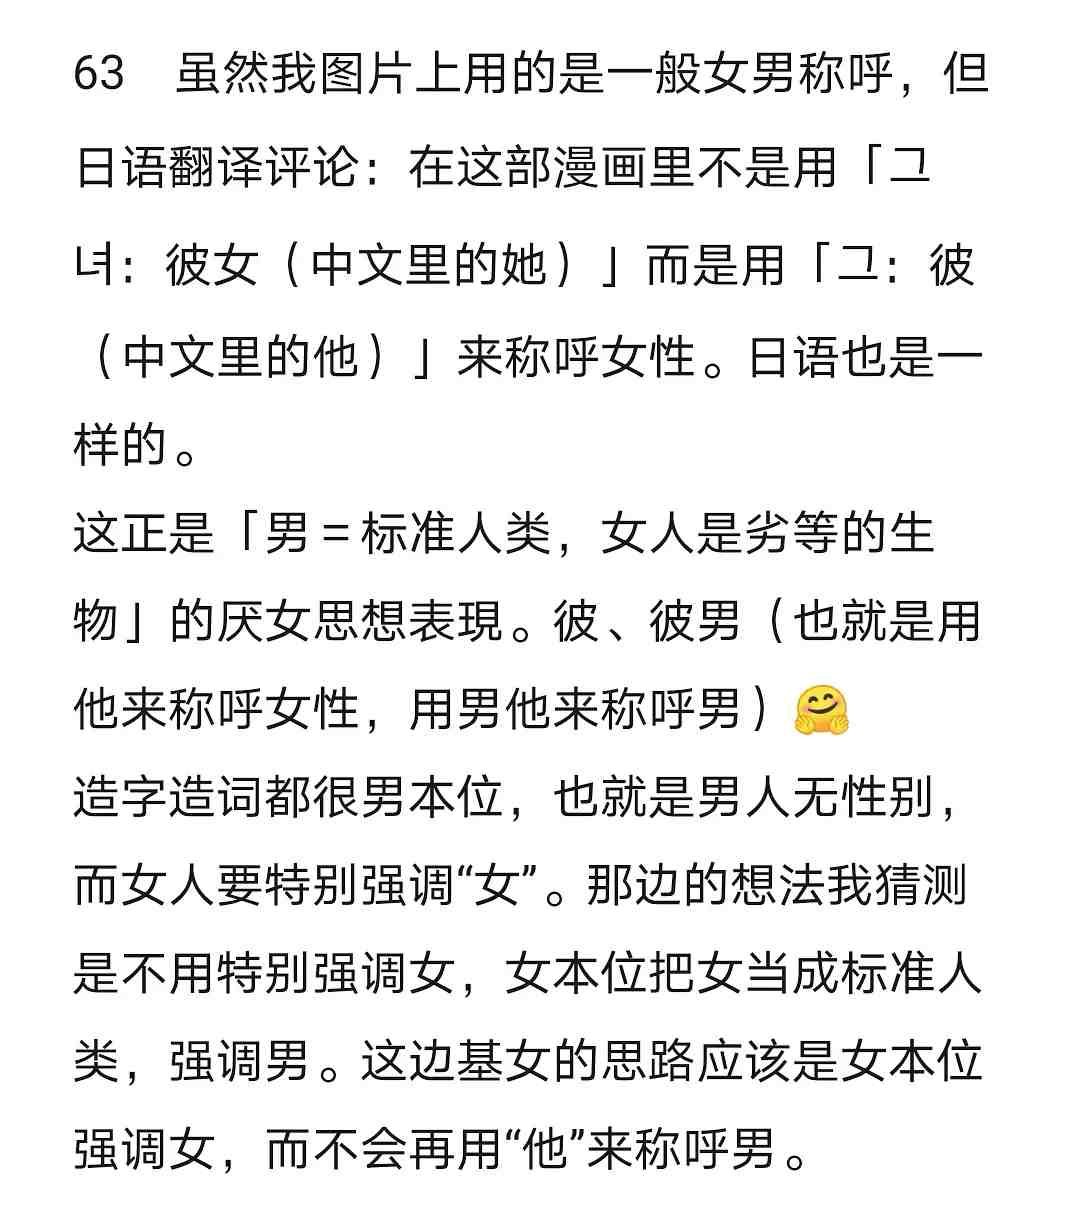 63　虽然我图片上用的是一般女男称呼，但
日语翻译评论：在这部漫画里不是用「그
녀：彼女（中文里的她）」而是用「그：彼
（中文里的他）」来称呼女性。日语也是一
样的。
这正是「男＝标准人类，女人是劣等的生
物」的厌女思想表現。彼、彼男（也就是用
他来称呼女性，用男他来称呼男）🤗
造字造词都很男本位，也就是男人无性别，
而女人要特别强调“女”。那边的想法我猜测
是不用特别强调女，女本位把女当成标准人
类，强调男。这边基女的思路应该是女本位
强调女，而不会再用“他”来称呼男。